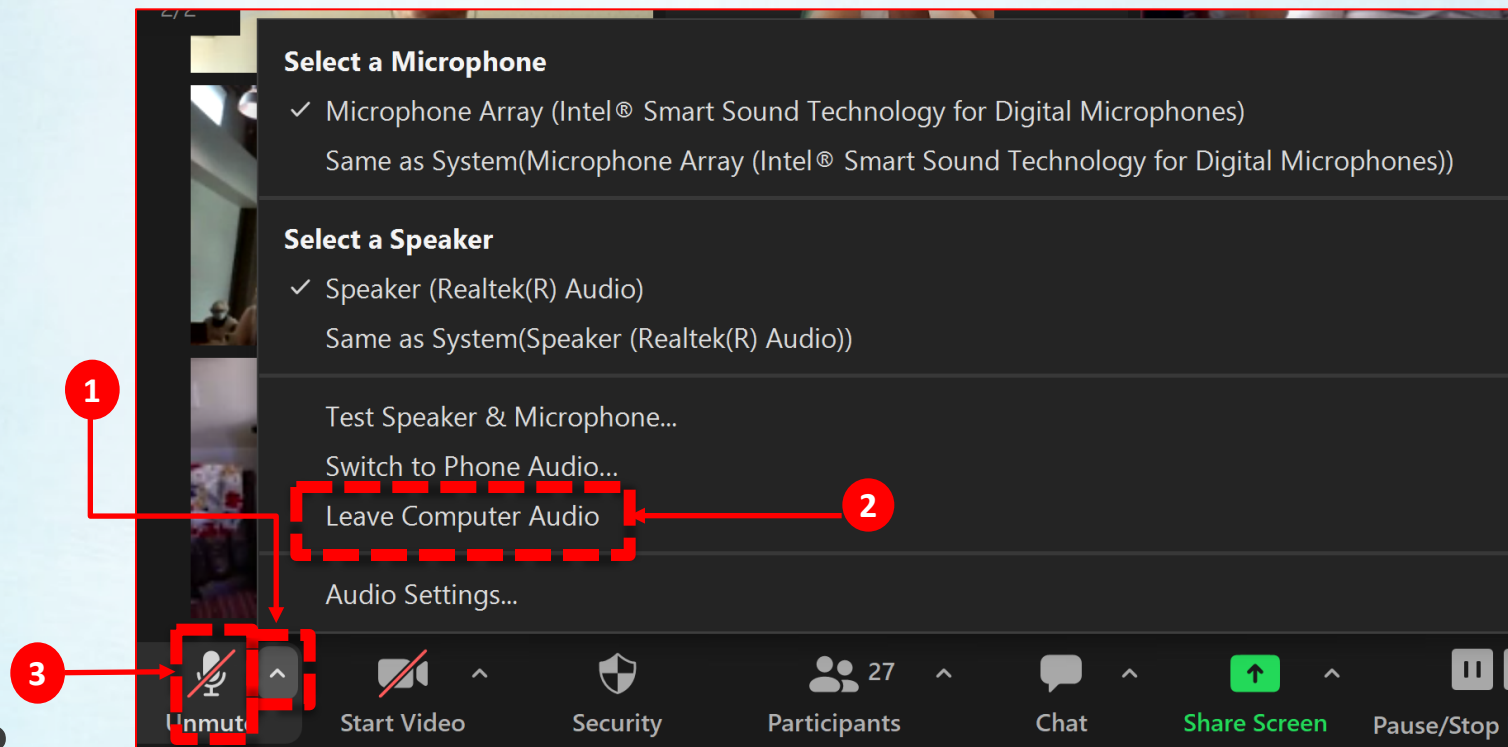 2/2
Select a Microphone
✓ Microphone Array (Intel® Smart Sound Technology for Digital Microphones)
Same as System(Microphone Array (Intel® Smart Sound Technology for Digital Microphones))
Select a Speaker
✓ Speaker (Realtek(R) Audio)
Same as System(Speaker (Realtek(R) Audio))
1
Test Speaker & Microphone...
Switch to Phone Audio...
Leave Computer Audio
2
Audio Settings...
3
27
Unmute
Start Video
Security
Participants
Chat
Share Screen
Pause/Stop